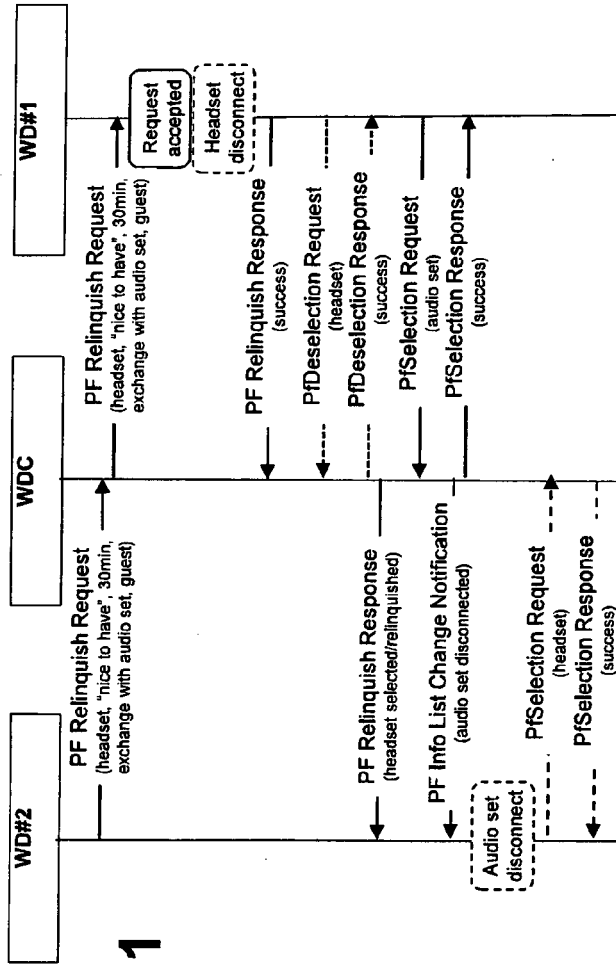 1
WD#2
WDC
WD#1
PF Relinquish Request
(headset, "nice to have", 30min,
exchange with audio set, guest)
PF Relinquish Request
(headset, "nice to have", 30min,
exchange with audio set, guest)
Request
accepted
Headset
disconnect
PF Relinquish Response
(success)
PfDeselection Request
(headset)
PfDeselection Response
(success)
PF Relinquish Response
(headset selected/relinquished)
PfSelection Request
(audio set)
PF Info List Change Notification
(audio set disconnected)
PfSelection Response
(success)
Audio set
disconnect
PfSelection Request
(headset)
PfSelection Response
(success)